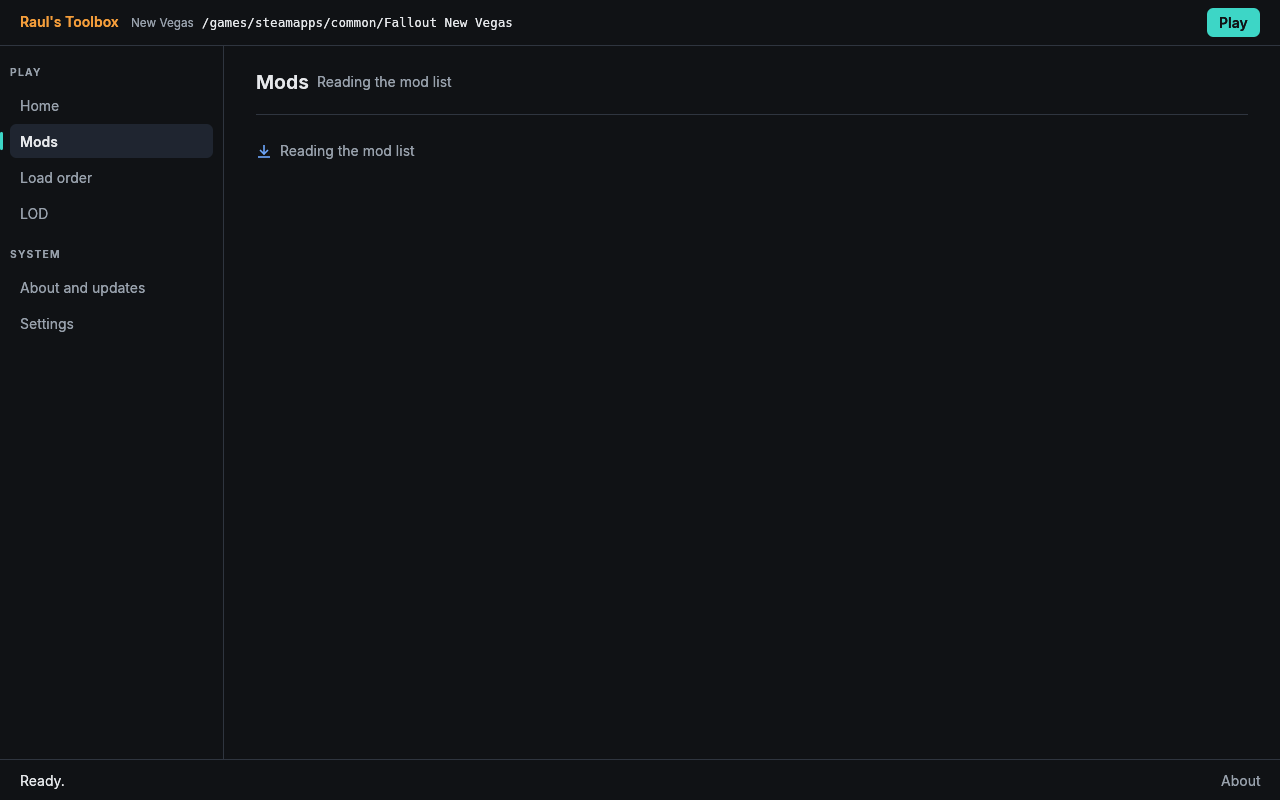 Raul's Toolbox New Vegas /games/steamapps/common/Fallout New Vegas Play
PLAY
Home
Mods
Load order
LOD
SYSTEM
About and updates
Settings
Mods Reading the mod list
Reading the mod list
Ready. About